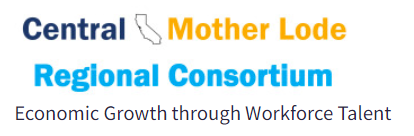 Central Mother Lode
Regional Consortium
Economic Growth through Workforce Talent